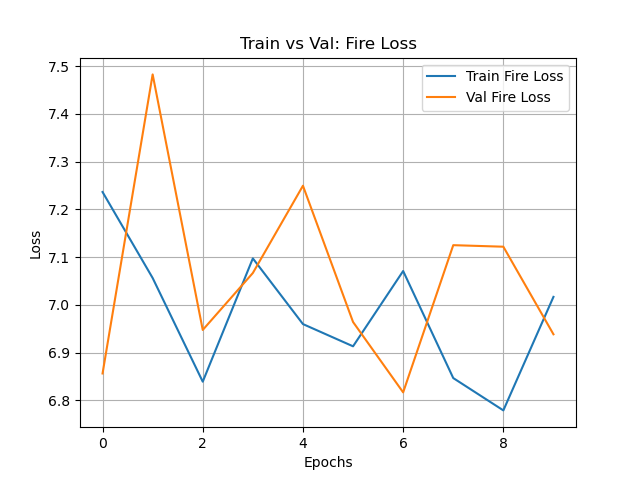 Train vs Val: Fire Loss
7.5
7.4
7.3
7.2
7.1
7.0
6.9
6.8
Loss
Train Fire Loss
Val Fire Loss
0 2 4 6 8
Epochs